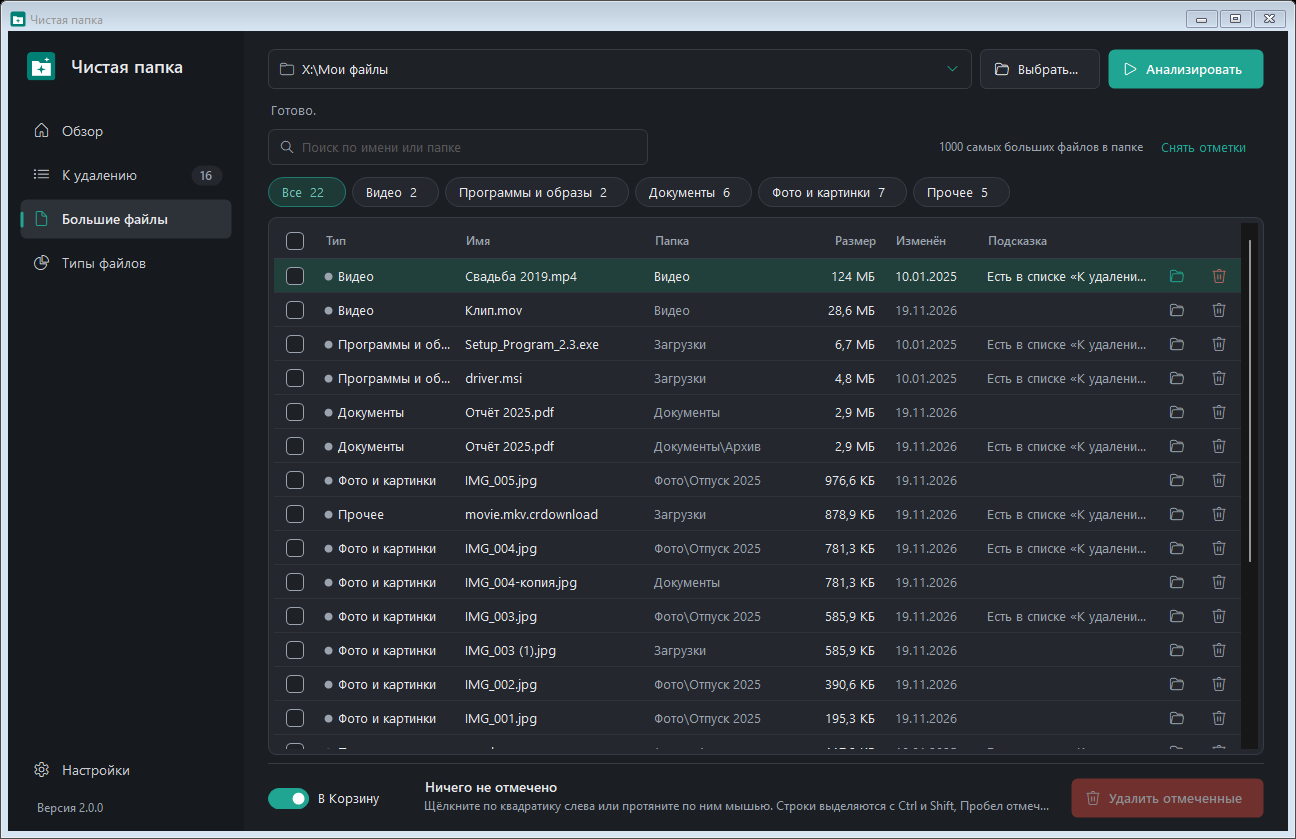 Чистая папка
Чистая папка
Обзор
К удалению 16
Большие файлы
Типы файлов
Настройки
Версия 2.0.0
X:\Мои файлы
Выбрать...
Анализировать
Готово.
Поиск по имени или папке
1000 самых больших файлов в папке Снять отметки
Все 22 Видео 2 Программы и образы 2 Документы 6 Фото и картинки 7 Прочее 5
Тип Имя Папка Размер Изменён Подсказка
Видео Свадьба 2019.mp4 Видео 124 МБ 10.01.2025 Есть в списке «К удалени...
Видео Клип.mov Видео 28,6 МБ 19.11.2026
Программы и об... Setup_Program_2.3.exe Загрузки 6,7 МБ 10.01.2025 Есть в списке «К удалени...
Программы и об... driver.msi Загрузки 4,8 МБ 10.01.2025 Есть в списке «К удалени...
Документы Отчёт 2025.pdf Документы 2,9 МБ 19.11.2026
Документы Отчёт 2025.pdf Документы\Архив 2,9 МБ 19.11.2026 Есть в списке «К удалени...
Фото и картинки IMG_005.jpg Фото\Отпуск 2025 976,6 КБ 19.11.2026
Прочее movie.mkv.crdownload Загрузки 878,9 КБ 19.11.2026 Есть в списке «К удалени...
Фото и картинки IMG_004.jpg Фото\Отпуск 2025 781,3 КБ 19.11.2026 Есть в списке «К удалени...
Фото и картинки IMG_004-копия.jpg Документы 781,3 КБ 19.11.2026
Фото и картинки IMG_003.jpg Фото\Отпуск 2025 585,9 КБ 19.11.2026 Есть в списке «К удалени...
Фото и картинки IMG_003 (1).jpg Загрузки 585,9 КБ 19.11.2026
Фото и картинки IMG_002.jpg Фото\Отпуск 2025 390,6 КБ 19.11.2026
Фото и картинки IMG_001.jpg Фото\Отпуск 2025 195,3 КБ 19.11.2026
В Корзину
Ничего не отмечено
Щёлкните по квадратику слева или протяните по ним мышью. Строки выделяются с Ctrl и Shift, Пробел отмеч...
Удалить отмеченные